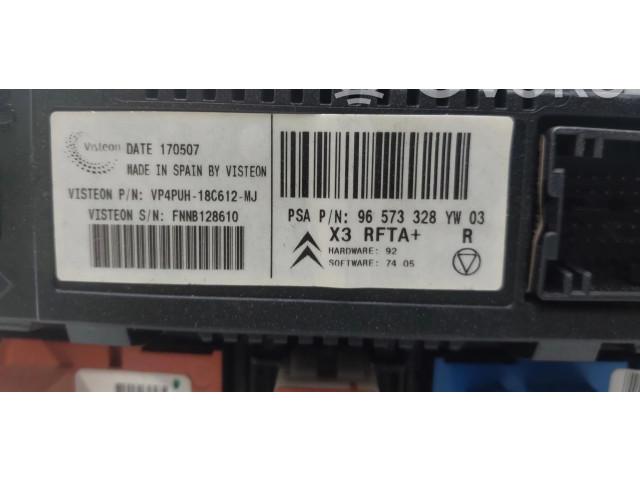 Visteon DATE 170507
MADE IN SPAIN BY VISTEON
VISTEON P/N: VP4PUH-18C612-MJ
VISTEON S/N: FNNB128610
PSA P/N: 96 573 328 YW 03
X3 RFTA+ R
HARDWARE: 92
SOFTWARE: 74 05